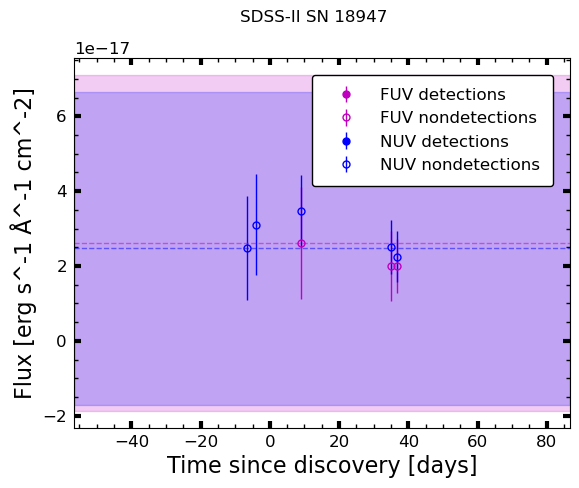 SDSS-II SN 18947
1e−17
FUV detections
FUV nondetections
NUV detections
NUV nondetections
6
4
2
0
−2
Flux [erg s^-1 Å^-1 cm^-2]
−40 −20 0 20 40 60 80
Time since discovery [days]